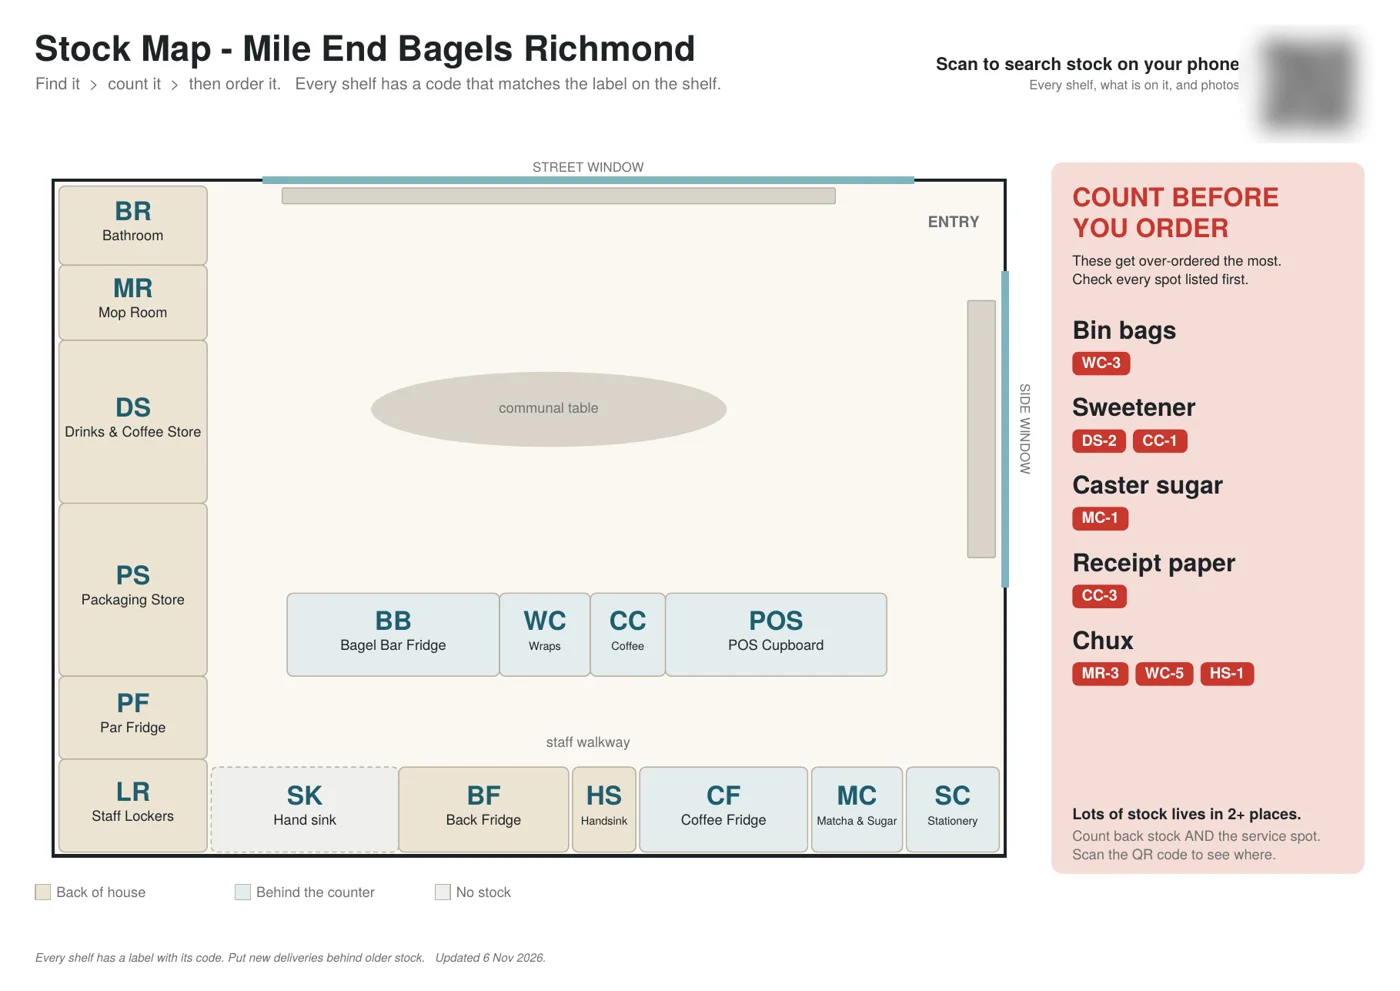 Stock Map - Mile End Bagels Richmond
Find it > count it > then order it. Every shelf has a code that matches the label on the shelf.
Scan to search stock on your phone
Every shelf, what is on it, and photos
STREET WINDOW
ENTRY
SIDE WINDOW
BR
Bathroom
MR
Mop Room
DS
Drinks & Coffee Store
PS
Packaging Store
PF
Par Fridge
LR
Staff Lockers
communal table
BB
Bagel Bar Fridge
WC
Wraps
CC
Coffee
POS
POS Cupboard
staff walkway
SK
Hand sink
BF
Back Fridge
HS
Handsink
CF
Coffee Fridge
MC
Matcha & Sugar
SC
Stationery
COUNT BEFORE
YOU ORDER
These get over-ordered the most.
Check every spot listed first.
Bin bags
WC-3
Sweetener
DS-2 CC-1
Caster sugar
MC-1
Receipt paper
CC-3
Chux
MR-3 WC-5 HS-1
Lots of stock lives in 2+ places.
Count back stock AND the service spot.
Scan the QR code to see where.
Back of house
Behind the counter
No stock
Every shelf has a label with its code. Put new deliveries behind older stock. Updated 6 Nov 2026.